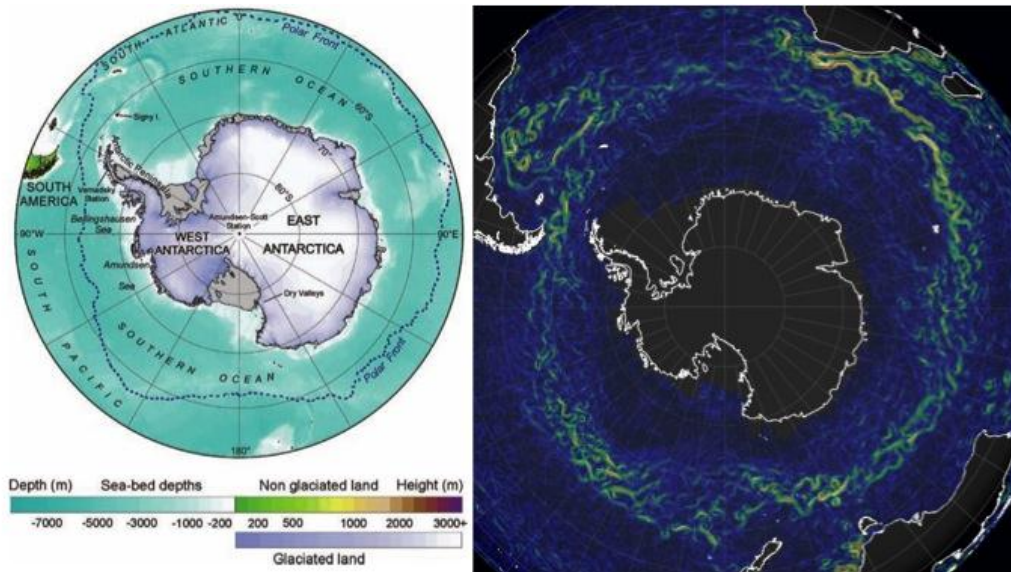 0°
SOUTH ATLANTIC
Polar Front
SOUTHERN OCEAN
60°S
Signy I.
70°
80°S
Antarctic Peninsula
SOUTH
AMERICA
Vernadsky
Station
Bellingshausen
Sea
Amundsen-Scott
Station
EAST
ANTARCTICA
WEST
ANTARCTICA
90°W
90°E
Amundsen
Sea
Dry Valleys
SOUTH PACIFIC
SOUTHERN OCEAN
Polar Front
180°
Depth (m) Sea-bed depths Non glaciated land Height (m)
-7000 -5000 -3000 -1000 -200 200 500 1000 2000 3000+
Glaciated land